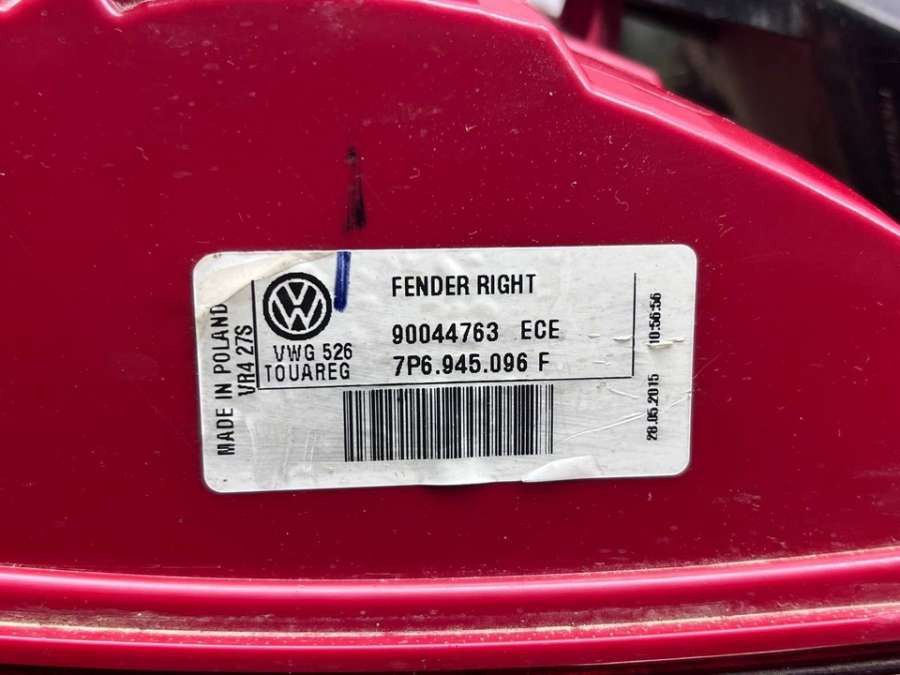 FENDER RIGHT
90044763 ECE
7P6.945.096 F
VWG 526
TOUAREG
MADE IN POLAND
VR4 27S
28.05.2015 10:56:56